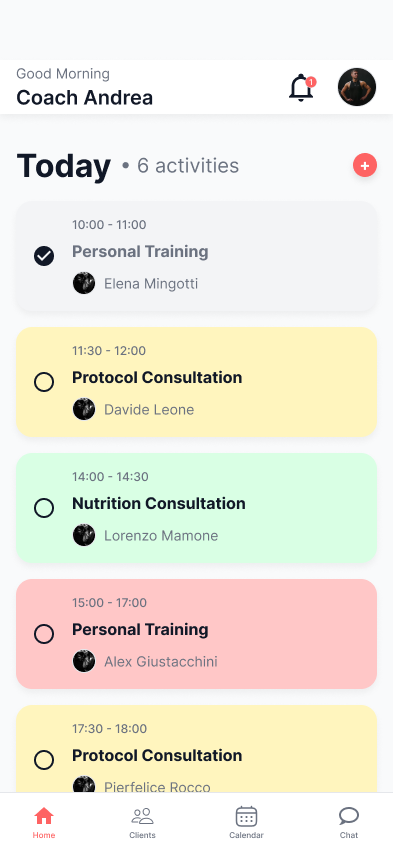 Good Morning
Coach Andrea
1
Today • 6 activities
+
10:00 - 11:00
Personal Training
Elena Mingotti
11:30 - 12:00
Protocol Consultation
Davide Leone
14:00 - 14:30
Nutrition Consultation
Lorenzo Mamone
15:00 - 17:00
Personal Training
Alex Giustacchini
17:30 - 18:00
Protocol Consultation
Pierfelice Rocco
Home Clients Calendar Chat